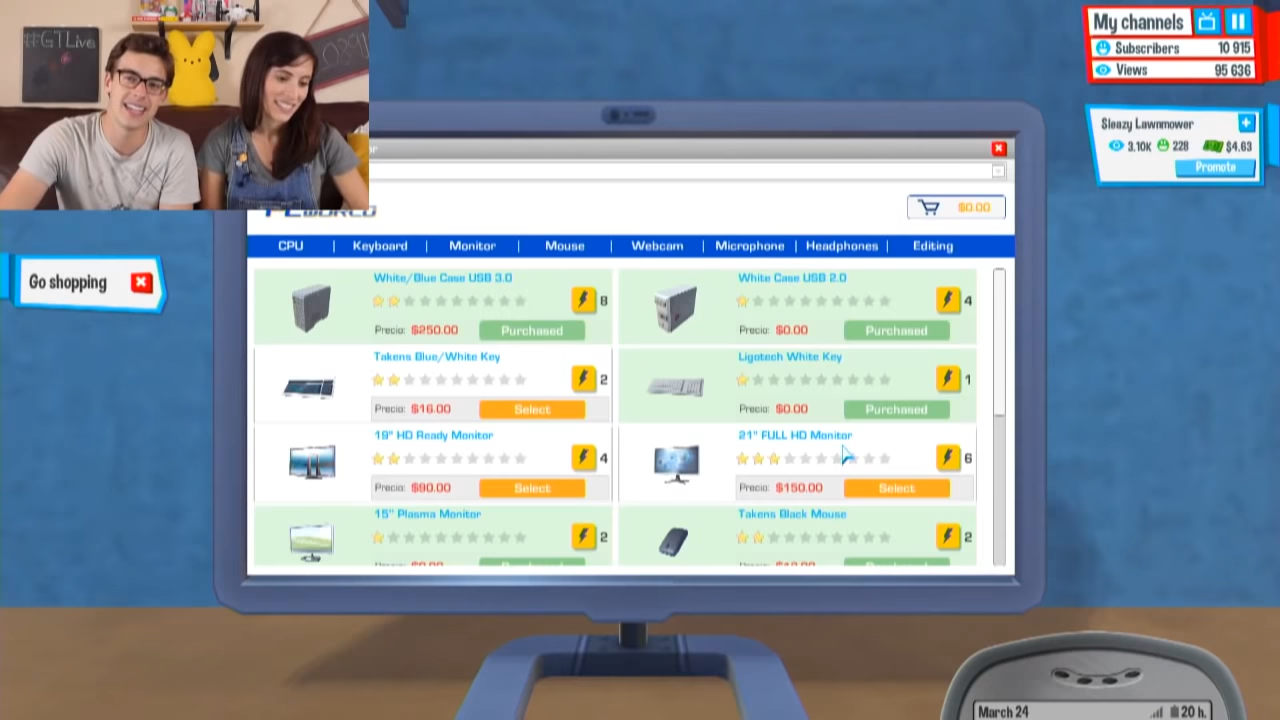 #GTLive
My channels
Subscribers 10 915
Views 95 636
Sleazy Lawnmower
3.10K 228 $4.63
Promote
Go shopping
$0.00
CPU | Keyboard | Monitor | Mouse | Webcam | Microphone | Headphones | Editing
White/Blue Case USB 3.0
8
Precio: $250.00 Purchased
White Case USB 2.0
4
Precio: $0.00 Purchased
Takens Blue/White Key
2
Precio: $16.00 Select
Ligotech White Key
1
Precio: $0.00 Purchased
19" HD Ready Monitor
4
Precio: $90.00 Select
21" FULL HD Monitor
6
Precio: $150.00 Select
15" Plasma Monitor
2
Takens Black Mouse
2
March 24 20 h.